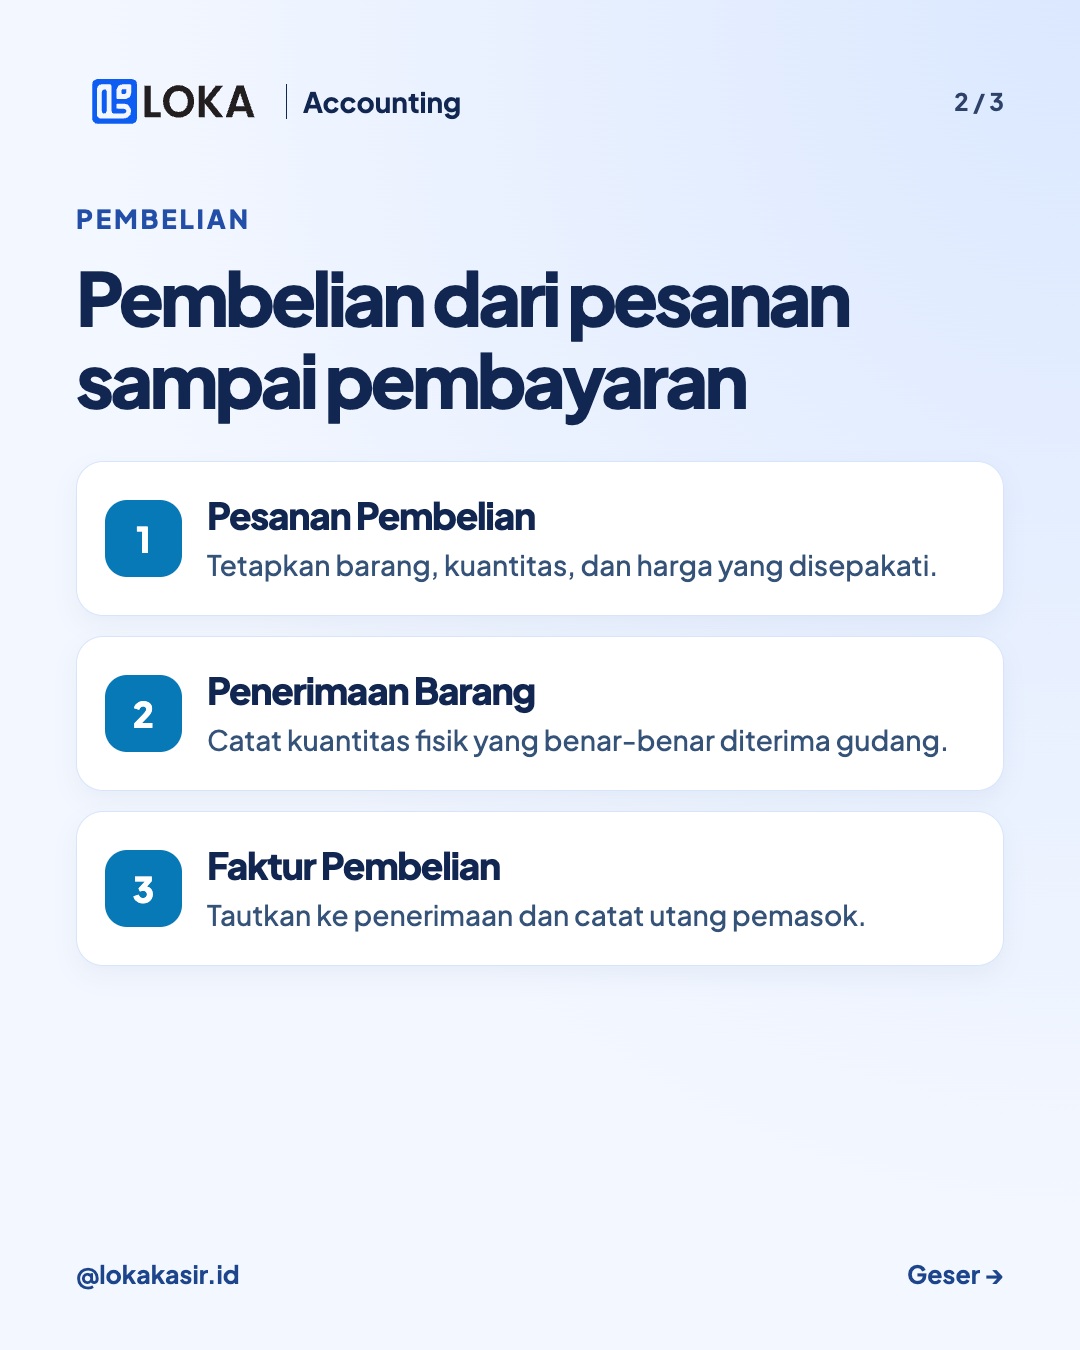 LOKA | Accounting
2 / 3
PEMBELIAN
Pembelian dari pesanan
sampai pembayaran
1
Pesanan Pembelian
Tetapkan barang, kuantitas, dan harga yang disepakati.
2
Penerimaan Barang
Catat kuantitas fisik yang benar-benar diterima gudang.
3
Faktur Pembelian
Tautkan ke penerimaan dan catat utang pemasok.
@lokakasir.id
Geser →